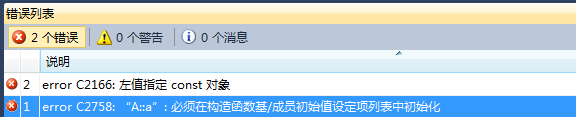 错误列表
2 个错误 0 个警告 0 个消息
说明
2 error C2166: 左值指定 const 对象
1 error C2758: “A::a”: 必须在构造函数基/成员初始值设定项列表中初始化